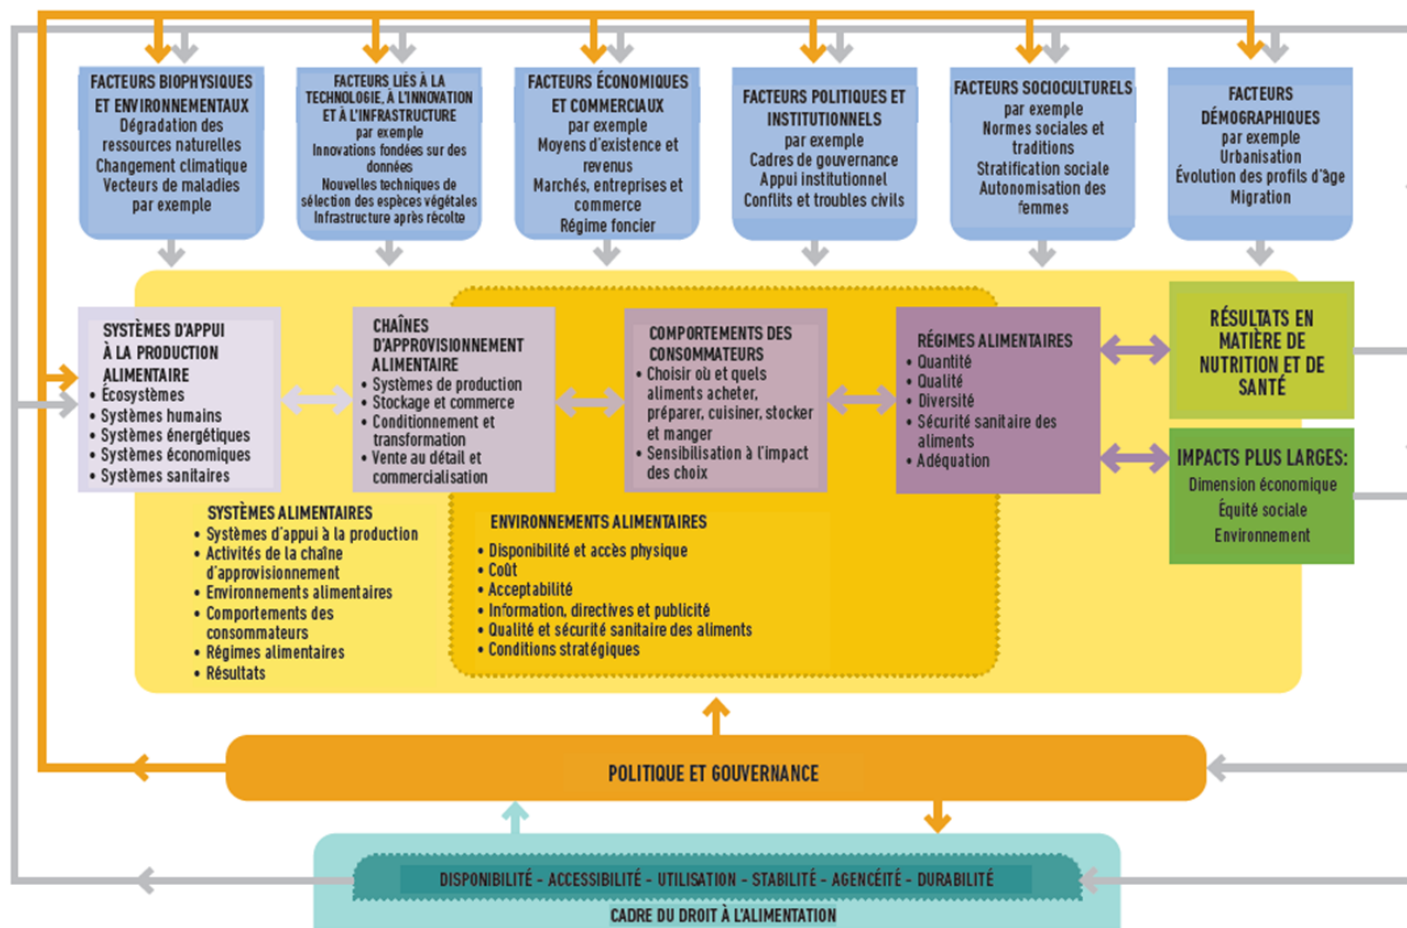 FACTEURS BIOPHYSIQUES
ET ENVIRONNEMENTAUX
Dégradation des
ressources naturelles
Changement climatique
Vecteurs de maladies
par exemple
FACTEURS LIÉS À LA
TECHNOLOGIE, À L'INNOVATION
ET À L'INFRASTRUCTURE
par exemple
Innovations fondées sur des
données
Nouvelles techniques de
sélection des espèces végétales
Infrastructure après récolte
FACTEURS ÉCONOMIQUES
ET COMMERCIAUX
par exemple
Moyens d'existence et
revenus
Marchés, entreprises et
commerce
Régime foncier
FACTEURS POLITIQUES ET
INSTITUTIONNELS
par exemple
Cadres de gouvernance
Appui institutionnel
Conflits et troubles civils
FACTEURS SOCIOCULTURELS
par exemple
Normes sociales et
traditions
Stratification sociale
Autonomisation des
femmes
FACTEURS
DÉMOGRAPHIQUES
par exemple
Urbanisation
Évolution des profils d'âge
Migration
SYSTÈMES D'APPUI
À LA PRODUCTION
ALIMENTAIRE
• Écosystèmes
• Systèmes humains
• Systèmes énergétiques
• Systèmes économiques
• Systèmes sanitaires
CHAÎNES
D'APPROVISIONNEMENT
ALIMENTAIRE
• Systèmes de production
• Stockage et commerce
• Conditionnement et
transformation
• Vente au détail et
commercialisation
COMPORTEMENTS DES
CONSOMMATEURS
• Choisir où et quels
aliments acheter,
préparer, cuisiner, stocker
et manger
• Sensibilisation à l'impact
des choix
RÉGIMES ALIMENTAIRES
• Quantité
• Qualité
• Diversité
• Sécurité sanitaire des
aliments
• Adéquation
RÉSULTATS EN
MATIÈRE DE
NUTRITION ET DE
SANTÉ
IMPACTS PLUS LARGES:
Dimension économique
Équité sociale
Environnement
SYSTÈMES ALIMENTAIRES
• Systèmes d'appui à la production
• Activités de la chaîne
d'approvisionnement
• Environnements alimentaires
• Comportements des
consommateurs
• Régimes alimentaires
• Résultats
ENVIRONNEMENTS ALIMENTAIRES
• Disponibilité et accès physique
• Coût
• Acceptabilité
• Information, directives et publicité
• Qualité et sécurité sanitaire des aliments
• Conditions stratégiques
POLITIQUE ET GOUVERNANCE
DISPONIBILITÉ - ACCESSIBILITÉ - UTILISATION - STABILITÉ - AGENCÉITÉ - DURABILITÉ
CADRE DU DROIT À L'ALIMENTATION